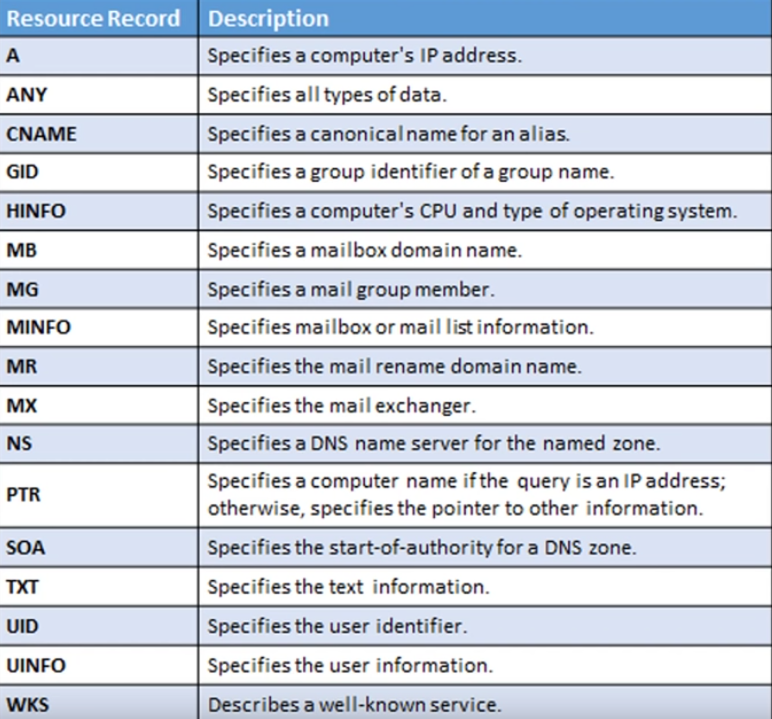 Resource Record Description
A Specifies a computer's IP address.
ANY Specifies all types of data.
CNAME Specifies a canonical name for an alias.
GID Specifies a group identifier of a group name.
HINFO Specifies a computer's CPU and type of operating system.
MB Specifies a mailbox domain name.
MG Specifies a mail group member.
MINFO Specifies mailbox or mail list information.
MR Specifies the mail rename domain name.
MX Specifies the mail exchanger.
NS Specifies a DNS name server for the named zone.
PTR Specifies a computer name if the query is an IP address;
otherwise, specifies the pointer to other information.
SOA Specifies the start-of-authority for a DNS zone.
TXT Specifies the text information.
UID Specifies the user identifier.
UINFO Specifies the user information.
WKS Describes a well-known service.